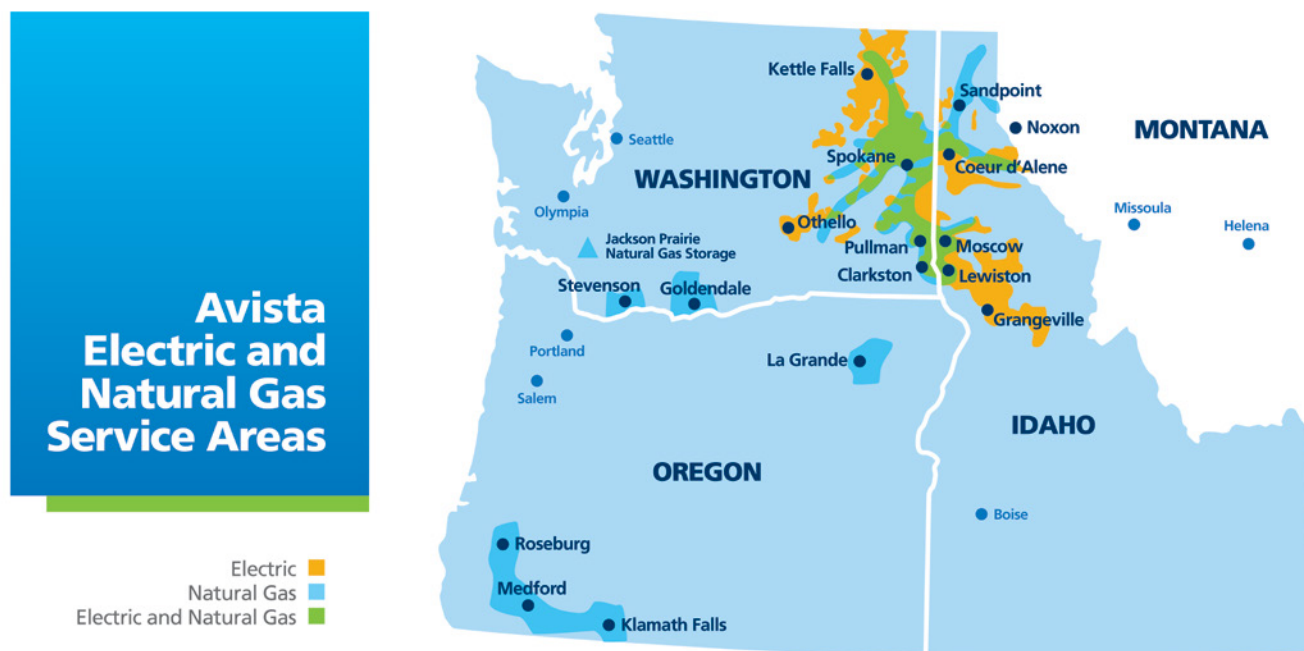 Avista
Electric and
Natural Gas
Service Areas
Electric
Natural Gas
Electric and Natural Gas
Kettle Falls
Sandpoint
Noxon
MONTANA
Seattle
Spokane
Coeur d'Alene
WASHINGTON
Olympia
Othello
Missoula
Helena
Jackson Prairie
Natural Gas Storage
Pullman
Moscow
Clarkston
Lewiston
Stevenson
Goldendale
Grangeville
Portland
La Grande
Salem
IDAHO
OREGON
Boise
Roseburg
Medford
Klamath Falls